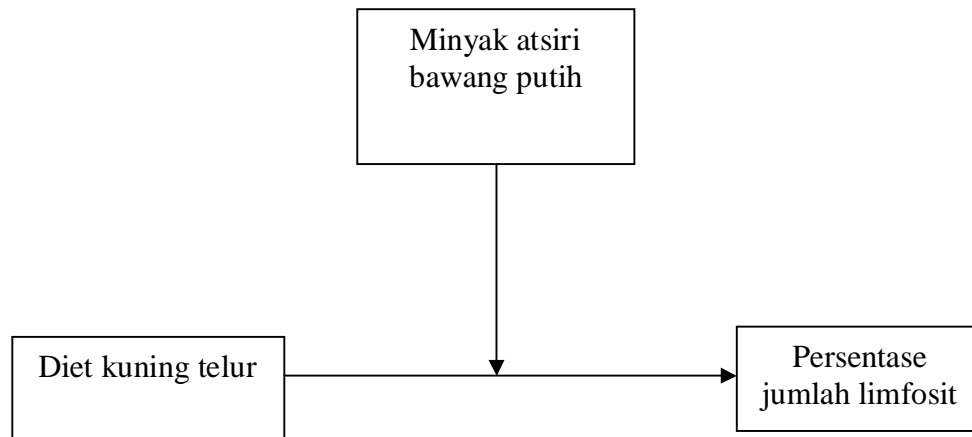 Minyak atsiri
bawang putih
Diet kuning telur
Persentase
jumlah limfosit